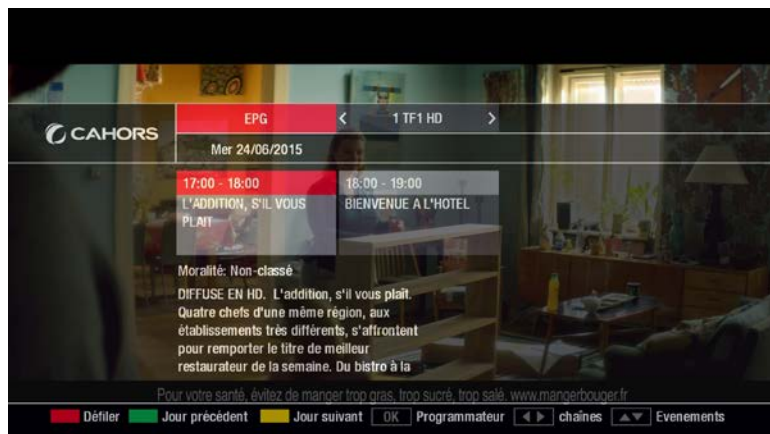 EPG
1 TF1 HD
CAHORS
Mer 24/06/2015
17:00 - 18:00
L'ADDITION, S'IL VOUS
PLAIT
18:00 - 19:00
BIENVENUE A L'HOTEL
Moralité: Non-classé
DIFFUSE EN HD. L'addition, s'il vous plaît.
Quatre chefs d'une même région, aux
établissements très différents, s'affrontent
pour remporter le titre de meilleur
restaurateur de la semaine. Du bistro à la
Pour votre santé, évitez de manger trop gras, trop sucré, trop salé. www.mangerbouger.fr
Défiler Jour précédent Jour suivant OK Programmateur chaînes Evenements